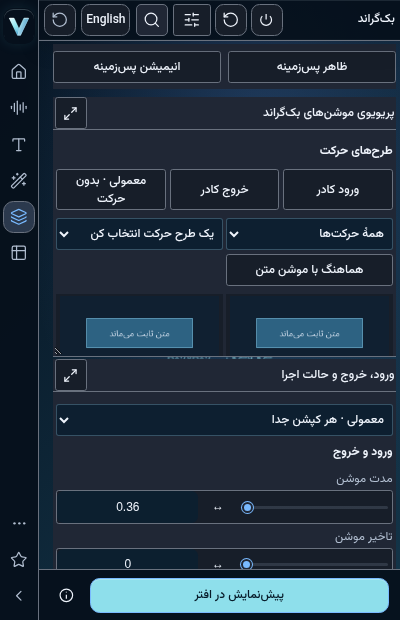 English
بک‌گراند
ظاهر پس‌زمینه
انیمیشن پس‌زمینه
پریویوی موشن‌های بک‌گراند
طرح‌های حرکت
ورود کادر
خروج کادر
معمولی · بدون
حرکت
همهٔ حرکت‌ها
یک طرح حرکت انتخاب کن
هماهنگ با موشن متن
متن ثابت می‌ماند
متن ثابت می‌ماند
ورود، خروج و حالت اجرا
معمولی · هر کپشن جدا
ورود و خروج
مدت موشن
0.36
تاخیر موشن
0
پیش‌نمایش در افتر